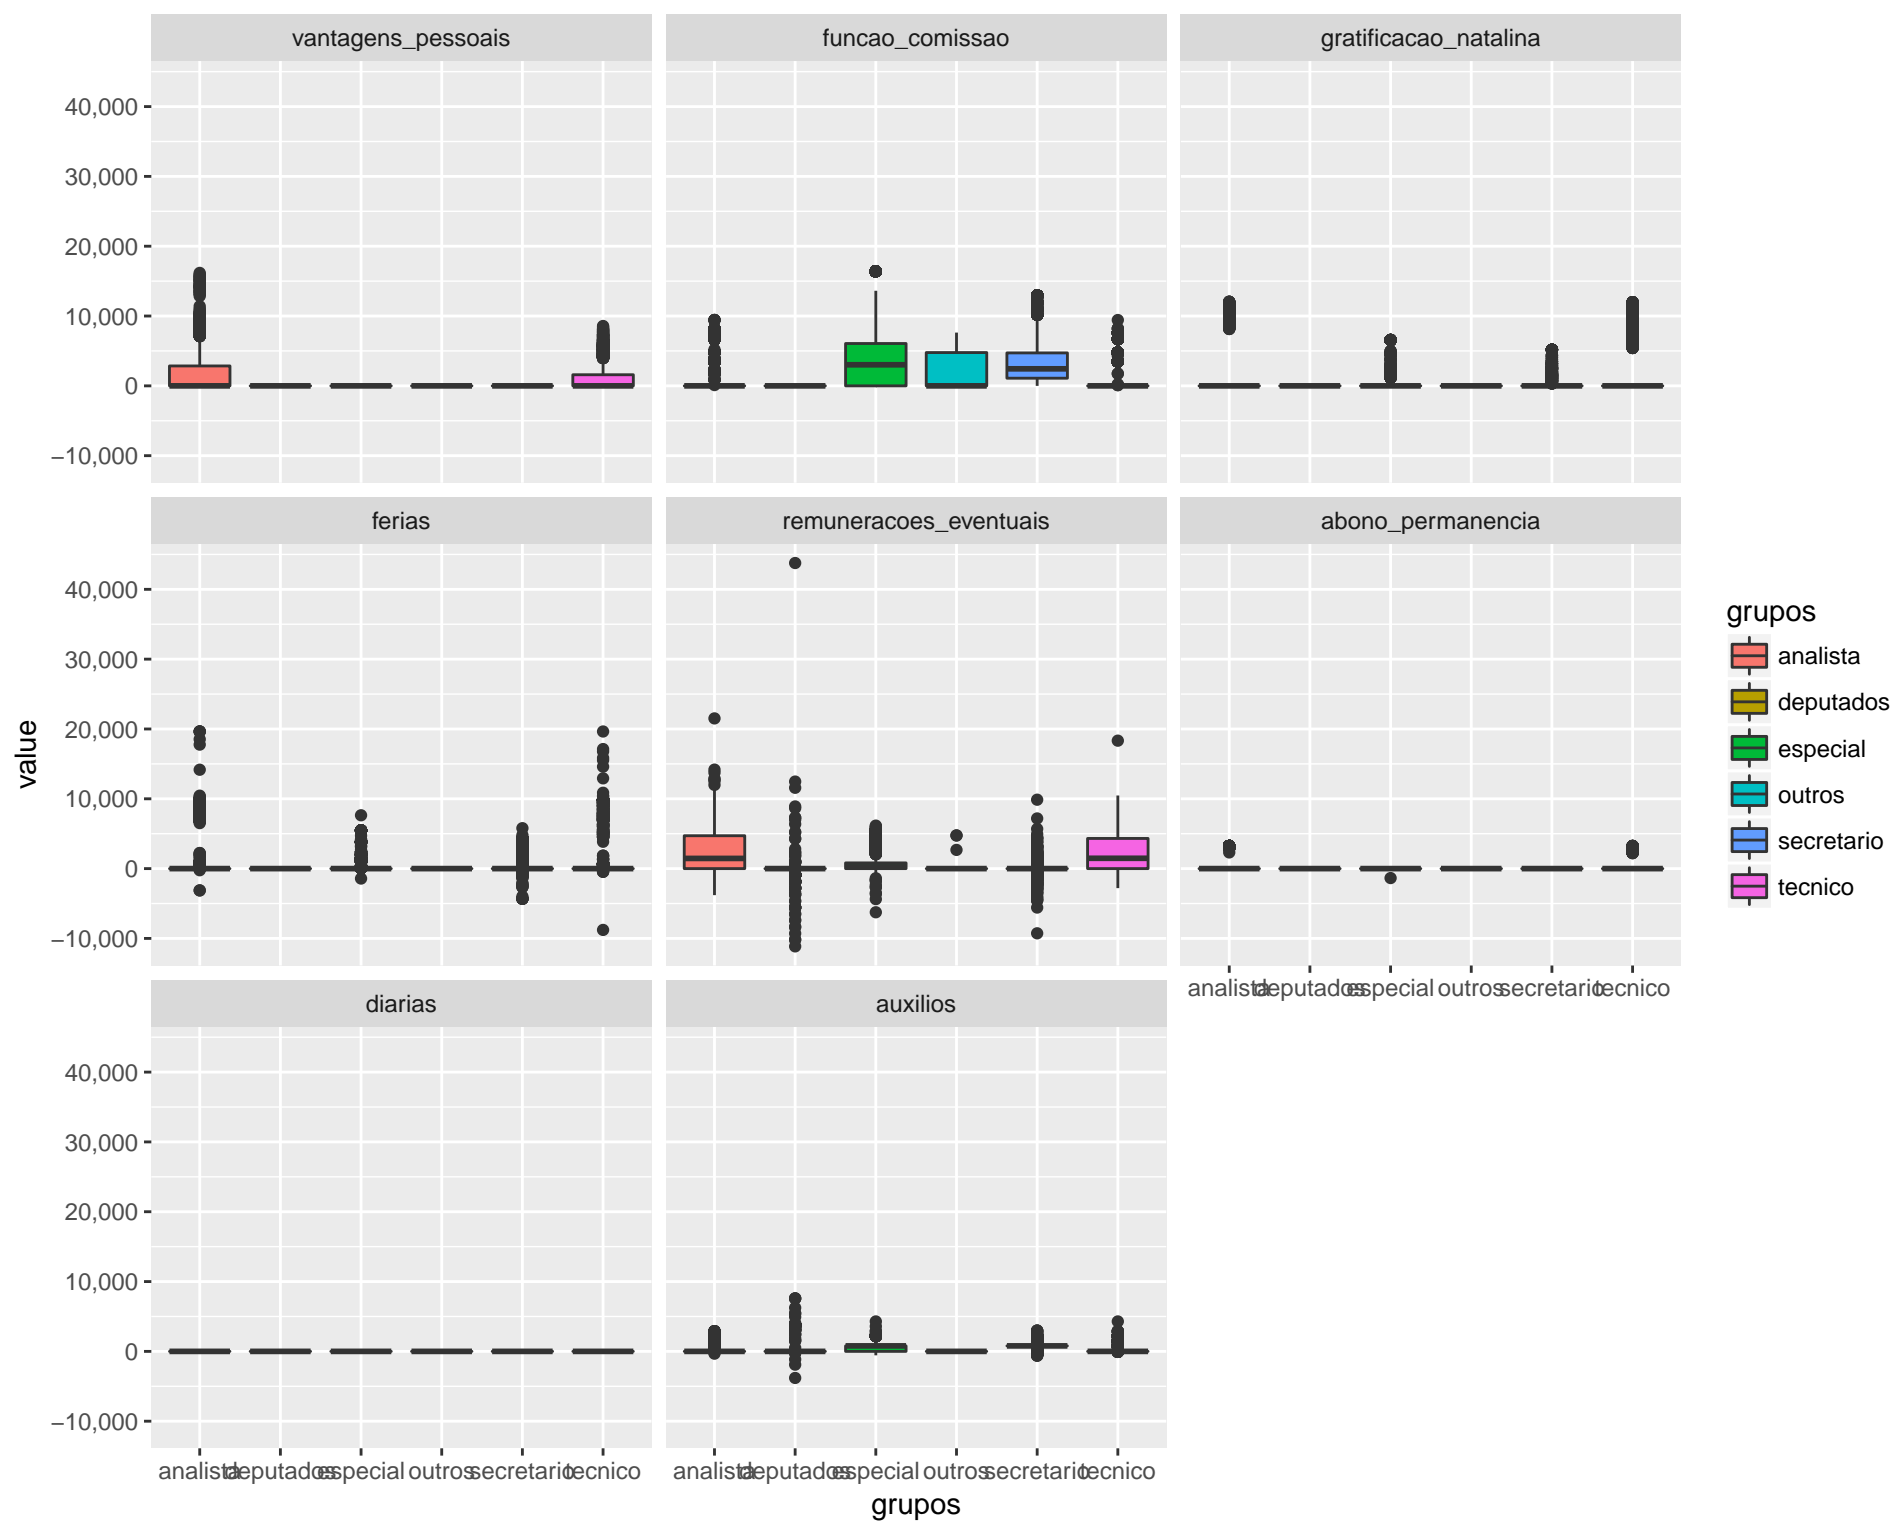 vantagens_pessoais funcao_comissao gratificacao_natalina
40,000
30,000
20,000
10,000
0
−10,000
ferias remuneracoes_eventuais abono_permanencia
40,000
30,000
20,000
10,000
0
−10,000
analista deputados especial outros secretario tecnico
diarias auxilios
40,000
30,000
20,000
10,000
0
−10,000
analista deputados especial outros secretario tecnico analista deputados especial outros secretario tecnico
grupos
value
grupos
analista
deputados
especial
outros
secretario
tecnico